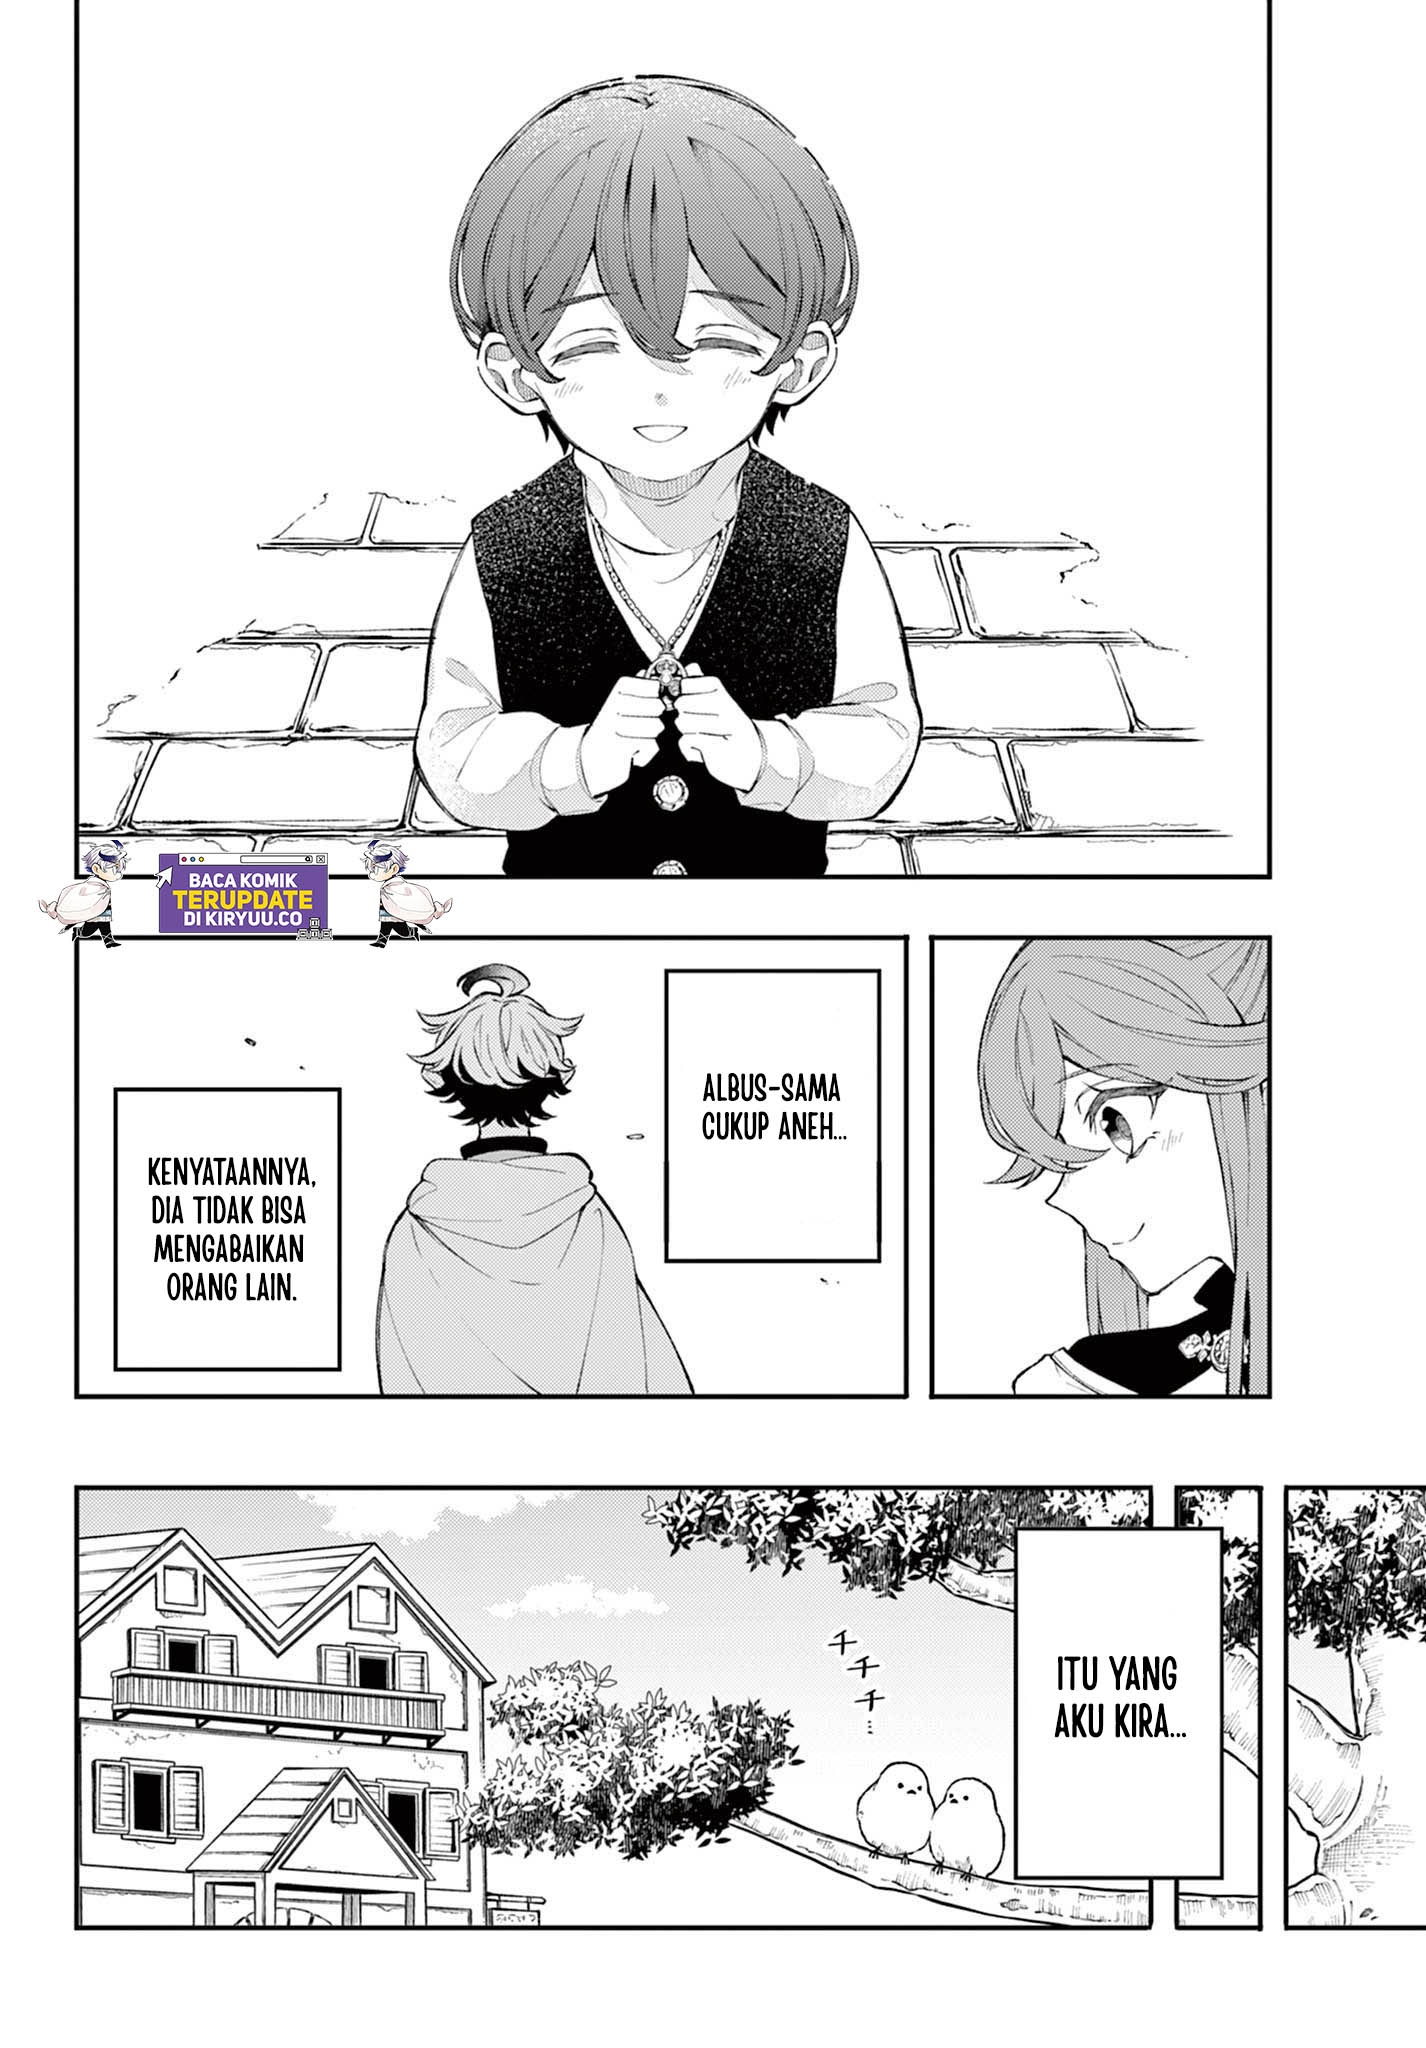 BACA KOMIK
TERUPDATE
DI KIRYUU.CO
ALBUS-SAMA
CUKUP ANEH...
KENYATAANNYA,
DIA TIDAK BISA
MENGABAIKAN
ORANG LAIN.
ITU YANG
AKU KIRA...
チチチ…